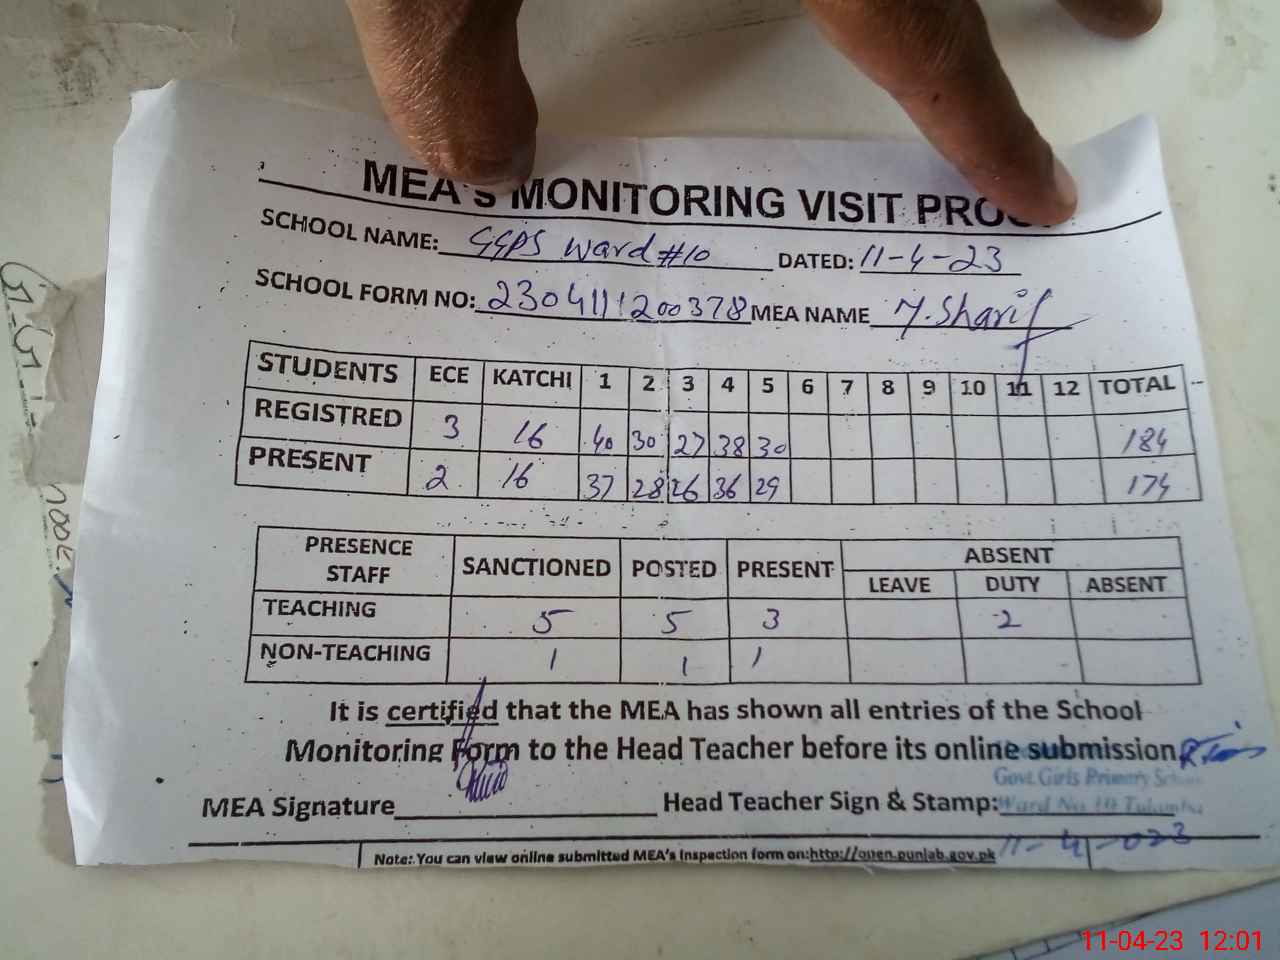 MEA'S MONITORING VISIT PROO
SCHOOL NAME: GGPS Ward #10 DATED: 11-4-23
SCHOOL FORM NO: 230411200378 MEA NAME M. Sharif
STUDENTS ECE KATCHI 1 2 3 4 5 6 7 8 9 10 11 12 TOTAL
REGISTRED 3 16 40 30 27 38 30 184
PRESENT 2 16 37 28 26 36 29 174
PRESENCE STAFF SANCTIONED POSTED PRESENT ABSENT
LEAVE DUTY ABSENT
TEACHING 5 5 3 2
NON-TEACHING 1 1 1
It is certified that the MEA has shown all entries of the School
Monitoring Form to the Head Teacher before its online submission
Govt. Girls Primary
MEA Signature Head Teacher Sign & Stamp: Ward No 10 Tulamba
11-4-023
Note: You can view online submitted MEA's inspection form on:http://open.punjab.gov.pk
11-04-23 12:01